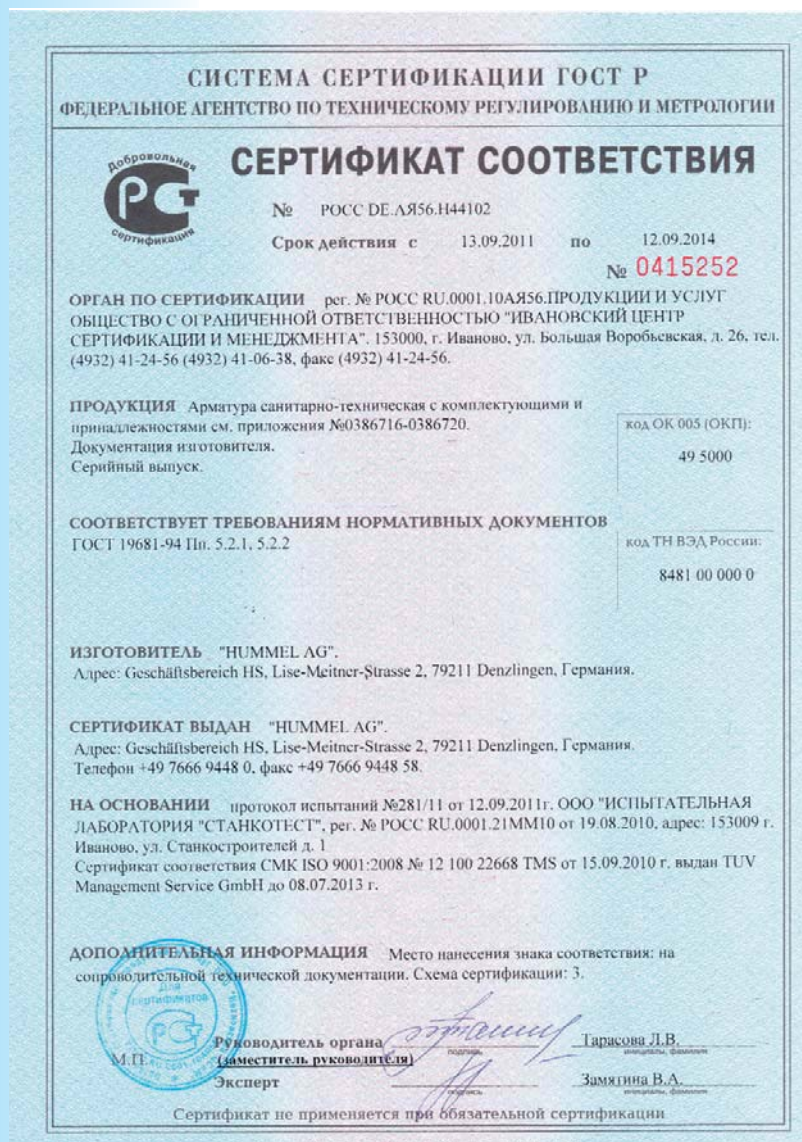 СИСТЕМА СЕРТИФИКАЦИИ ГОСТ Р
ФЕДЕРАЛЬНОЕ АГЕНТСТВО ПО ТЕХНИЧЕСКОМУ РЕГУЛИРОВАНИЮ И МЕТРОЛОГИИ
Добровольная
сертификация
СЕРТИФИКАТ СООТВЕТСТВИЯ
№ РОСС DE.АЯ56.Н44102
Срок действия с 13.09.2011 по 12.09.2014
№ 0415252
ОРГАН ПО СЕРТИФИКАЦИИ рег. № РОСС RU.0001.10АЯ56.ПРОДУКЦИИ И УСЛУГ
ОБЩЕСТВО С ОГРАНИЧЕННОЙ ОТВЕТСТВЕННОСТЬЮ "ИВАНОВСКИЙ ЦЕНТР
СЕРТИФИКАЦИИ И МЕНЕДЖМЕНТА". 153000, г. Иваново, ул. Большая Воробьевская, д. 26, тел.
(4932) 41-24-56 (4932) 41-06-38, факс (4932) 41-24-56.
ПРОДУКЦИЯ Арматура санитарно-техническая с комплектующими и
принадлежностями см. приложения №0386716-0386720.
Документация изготовителя.
Серийный выпуск.
код ОК 005 (ОКП):
49 5000
СООТВЕТСТВУЕТ ТРЕБОВАНИЯМ НОРМАТИВНЫХ ДОКУМЕНТОВ
ГОСТ 19681-94 Пп. 5.2.1, 5.2.2
код ТН ВЭД России:
8481 00 000 0
ИЗГОТОВИТЕЛЬ "HUMMEL AG".
Адрес: Geschäftsbereich HS, Lise-Meitner-Strasse 2, 79211 Denzlingen, Германия.
СЕРТИФИКАТ ВЫДАН "HUMMEL AG".
Адрес: Geschäftsbereich HS, Lise-Meitner-Strasse 2, 79211 Denzlingen, Германия.
Телефон +49 7666 9448 0, факс +49 7666 9448 58.
НА ОСНОВАНИИ протокол испытаний №281/11 от 12.09.2011г. ООО "ИСПЫТАТЕЛЬНАЯ
ЛАБОРАТОРИЯ "СТАНКОТЕСТ", рег. № РОСС RU.0001.21ММ10 от 19.08.2010, адрес: 153009 г.
Иваново, ул. Станкостроителей д. 1
Сертификат соответствия СМК ISO 9001:2008 № 12 100 22668 TMS от 15.09.2010 г. выдан TUV
Management Service GmbH до 08.07.2013 г.
ДОПОЛНИТЕЛЬНАЯ ИНФОРМАЦИЯ Место нанесения знака соответствия: на
сопроводительной технической документации. Схема сертификации: 3.
Для
сертификатов
М.П.
Руководитель органа
(заместитель руководителя)
подпись
Тарасова Л.В.
инициалы, фамилия
Эксперт
подпись
Замятина В.А.
инициалы, фамилия
Сертификат не применяется при обязательной сертификации